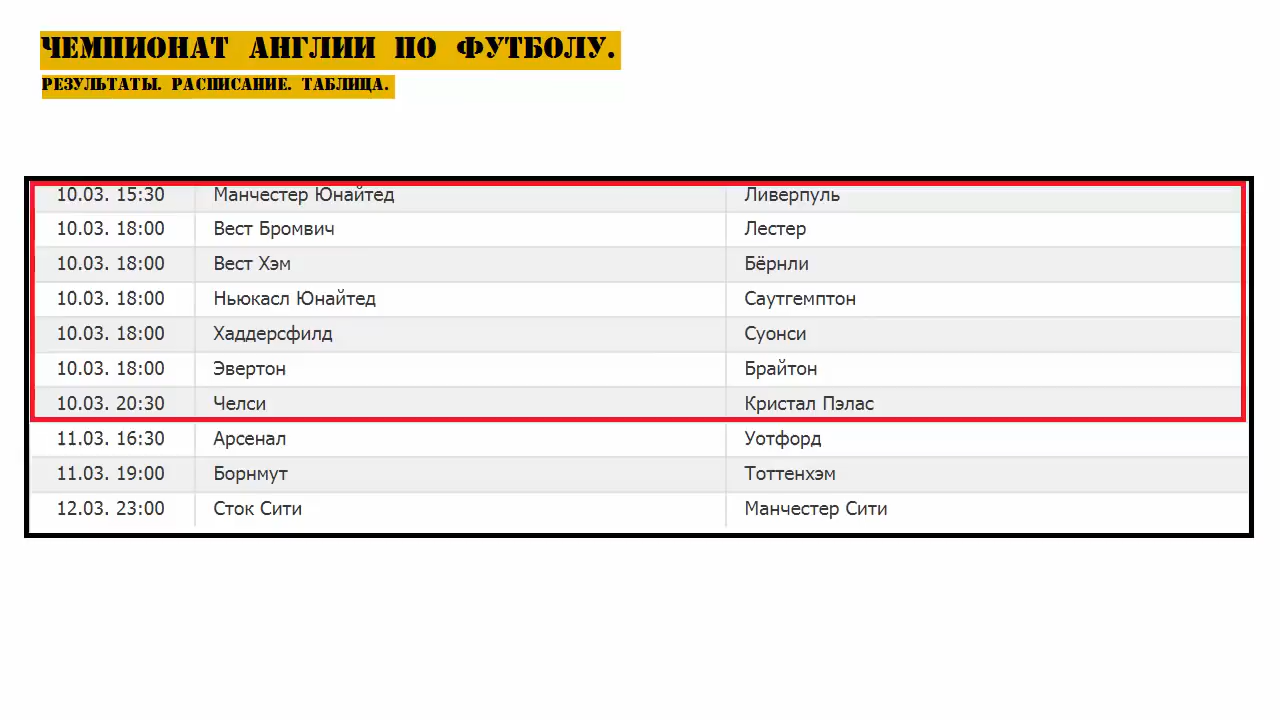 ЧЕМПИОНАТ АНГЛИИ ПО ФУТБОЛУ.
РЕЗУЛЬТАТЫ. РАСПИСАНИЕ. ТАБЛИЦА.
10.03. 15:30 Манчестер Юнайтед Ливерпуль
10.03. 18:00 Вест Бромвич Лестер
10.03. 18:00 Вест Хэм Бёрнли
10.03. 18:00 Ньюкасл Юнайтед Саутгемптон
10.03. 18:00 Хаддерсфилд Суонси
10.03. 18:00 Эвертон Брайтон
10.03. 20:30 Челси Кристал Пэлас
11.03. 16:30 Арсенал Уотфорд
11.03. 19:00 Борнмут Тоттенхэм
12.03. 23:00 Сток Сити Манчестер Сити